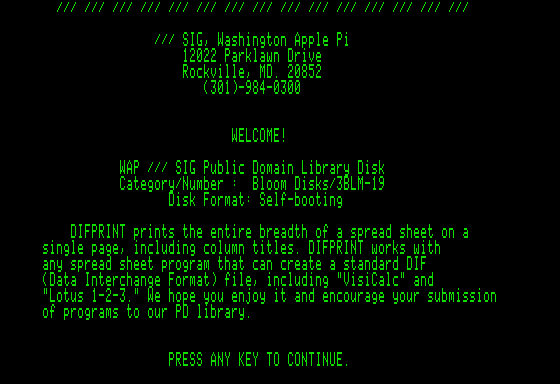 /// /// /// /// /// /// /// /// /// /// /// /// /// /// ///
/// SIG, Washington Apple Pi
12022 Parklawn Drive
Rockville, MD. 20852
(301)-984-0300
WELCOME!
WAP /// SIG Public Domain Library Disk
Category/Number :  Bloom Disks/3BLM-19
Disk Format: Self-booting
DIFPRINT prints the entire breadth of a spread sheet on a
single page, including column titles. DIFPRINT works with
any spread sheet program that can create a standard DIF
(Data Interchange Format) file, including "VisiCalc" and
"Lotus 1-2-3." We hope you enjoy it and encourage your submission
of programs to our PD library.
PRESS ANY KEY TO CONTINUE.